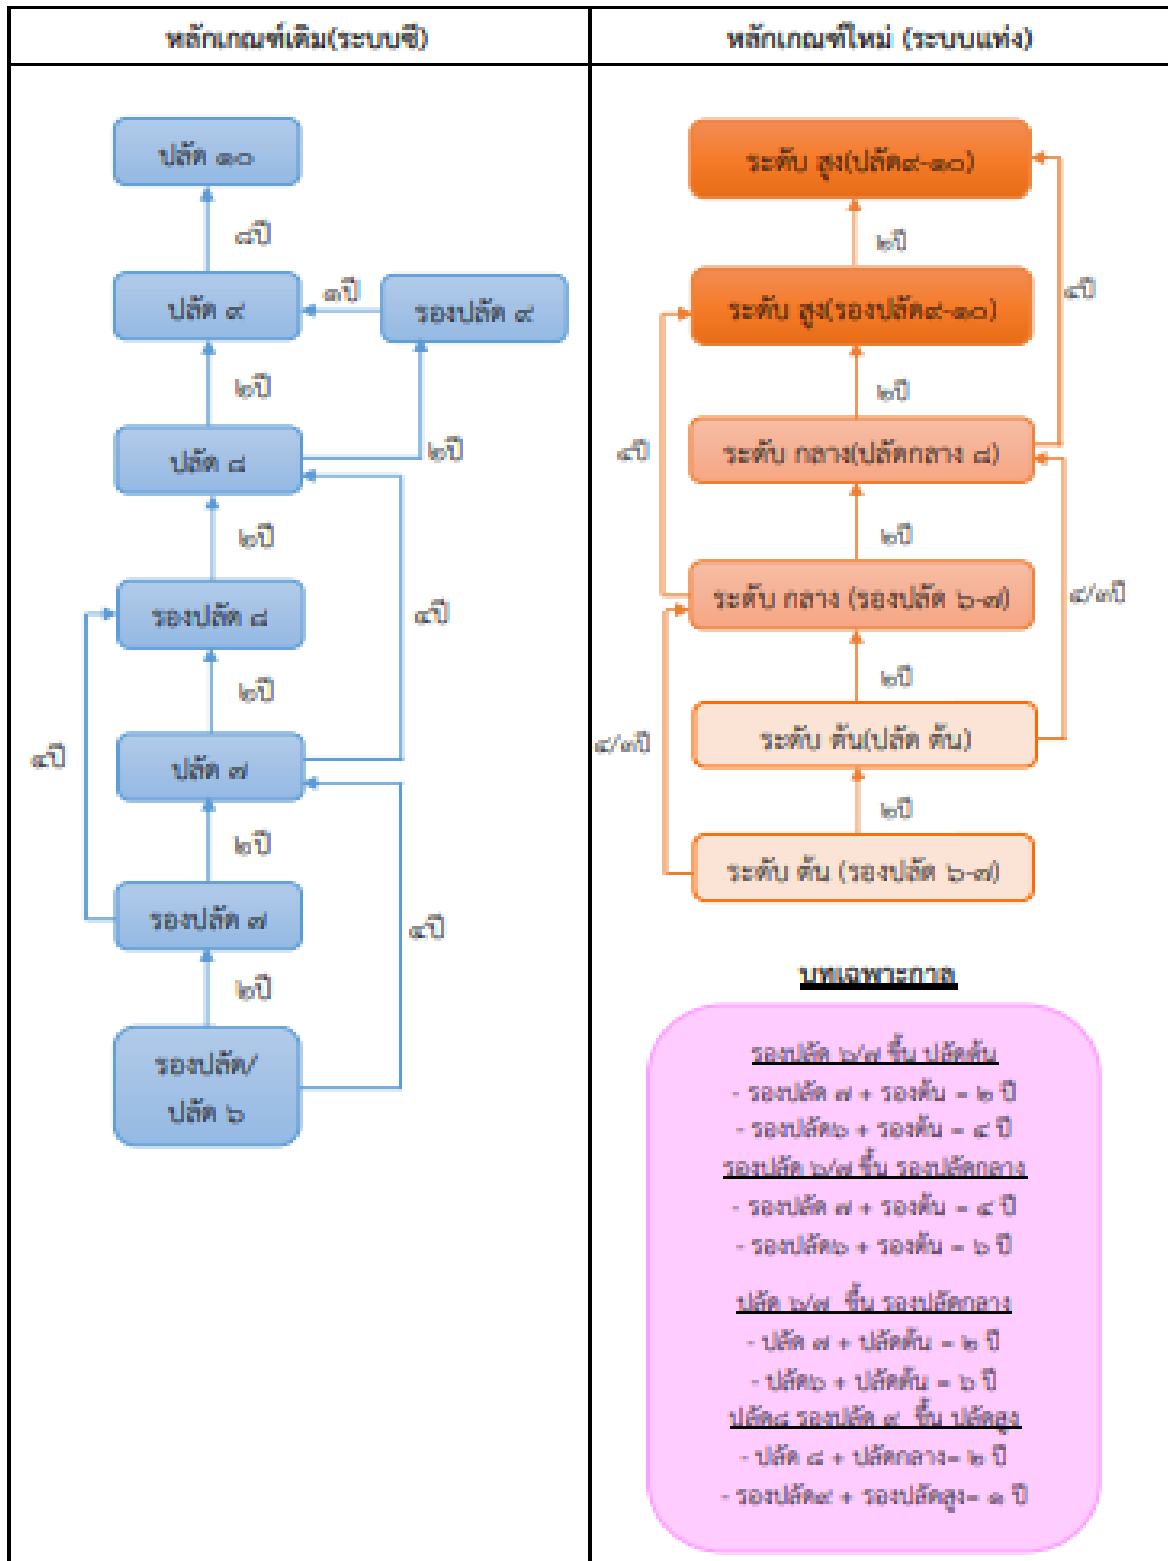 หลักเกณฑ์เดิม(ระบบซี)
ปลัด ๑๐
๘ปี
ปลัด ๙
๑ปี
รองปลัด ๙
๒ปี
ปลัด ๘
๒ปี
๒ปี
รองปลัด ๘
๔ปี
๒ปี
๔ปี
ปลัด ๗
๒ปี
รองปลัด ๗
๔ปี
๒ปี
รองปลัด/
ปลัด ๖
หลักเกณฑ์ใหม่ (ระบบแท่ง)
ระดับ สูง(ปลัด๙-๑๐)
๒ปี
๔ปี
ระดับ สูง(รองปลัด๙-๑๐)
๒ปี
๔ปี
ระดับ กลาง(ปลัดกลาง ๘)
๒ปี
ระดับ กลาง (รองปลัด ๖-๗)
๔/๓ปี
๒ปี
ระดับ ต้น(ปลัด ต้น)
๔/๓ปี
๒ปี
ระดับ ต้น (รองปลัด ๖-๗)
บทเฉพาะกาล
รองปลัด ๖/๗ ขึ้น ปลัดต้น
- รองปลัด ๗ + รองต้น = ๒ ปี
- รองปลัด๖ + รองต้น = ๔ ปี
รองปลัด ๖/๗ ขึ้น รองปลัดกลาง
- รองปลัด ๗ + รองต้น = ๔ ปี
- รองปลัด๖ + รองต้น = ๖ ปี
ปลัด ๖/๗ ขึ้น รองปลัดกลาง
- ปลัด ๗ + ปลัดต้น = ๒ ปี
- ปลัด๖ + ปลัดต้น = ๖ ปี
ปลัด๘ รองปลัด ๙ ขึ้น ปลัดสูง
- ปลัด ๘ + ปลัดกลาง= ๒ ปี
- รองปลัด๙ + รองปลัดสูง= ๑ ปี